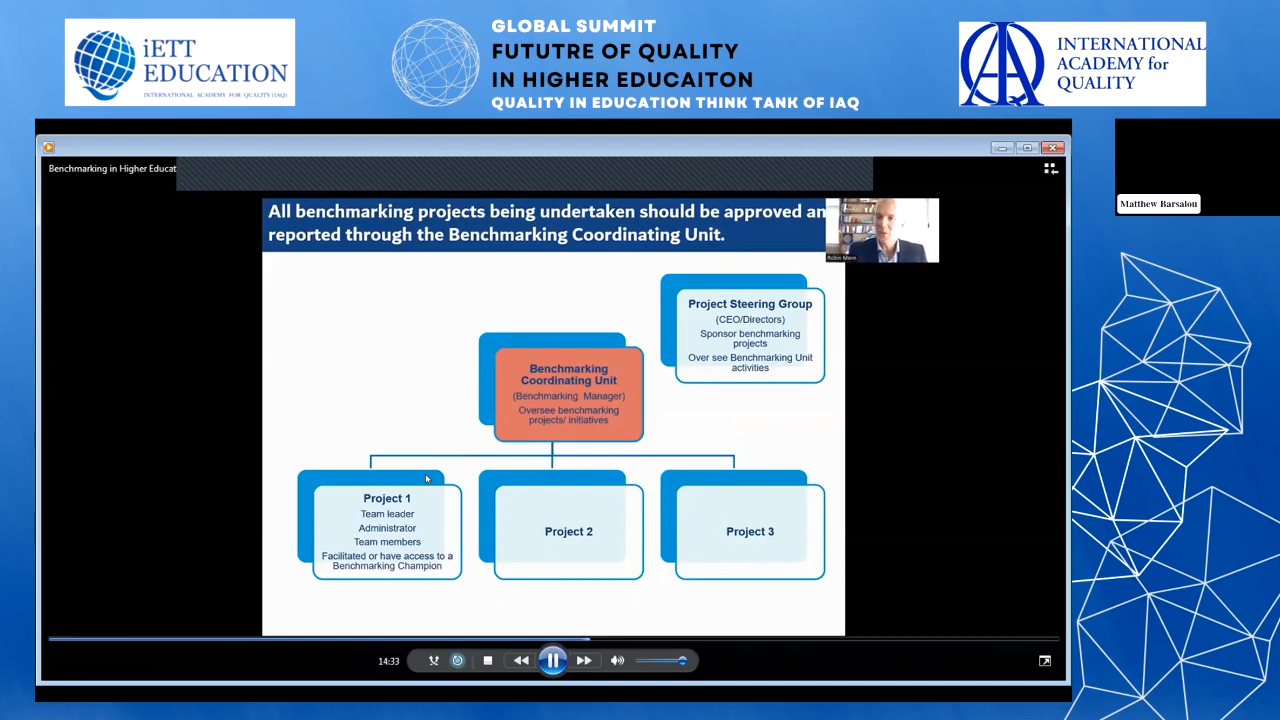 iETT
EDUCATION
INTERNATIONAL ACADEMY FOR QUALITY (IAQ)
GLOBAL SUMMIT
FUTUTRE OF QUALITY
IN HIGHER EDUCAITON
QUALITY IN EDUCATION THINK TANK OF IAQ
INTERNATIONAL
ACADEMY for
QUALITY
Matthew Barsalou
Benchmarking in Higher Educat
All benchmarking projects being undertaken should be approved an
reported through the Benchmarking Coordinating Unit.
Robin Mann
Project Steering Group
(CEO/Directors)
Sponsor benchmarking
projects
Over see Benchmarking Unit
activities
Benchmarking
Coordinating Unit
(Benchmarking Manager)
Oversee benchmarking
projects/ initiatives
Project 1
Team leader
Administrator
Team members
Facilitated or have access to a
Benchmarking Champion
Project 2
Project 3
14:33